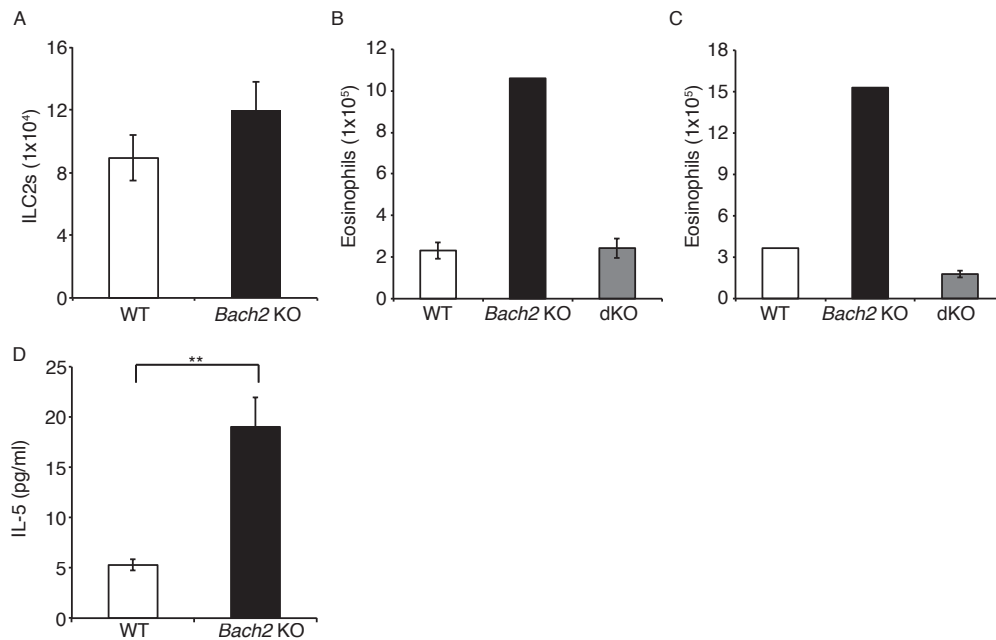 A
ILC2s (1x10⁴)
16
12
8
4
0
WT
Bach2 KO
B
Eosinophils (1x10⁵)
12
10
8
6
4
2
0
WT
Bach2 KO
dKO
C
Eosinophils (1x10⁵)
18
15
12
9
6
3
0
WT
Bach2 KO
dKO
D
IL-5 (pg/ml)
25
20
15
10
5
0
**
WT
Bach2 KO